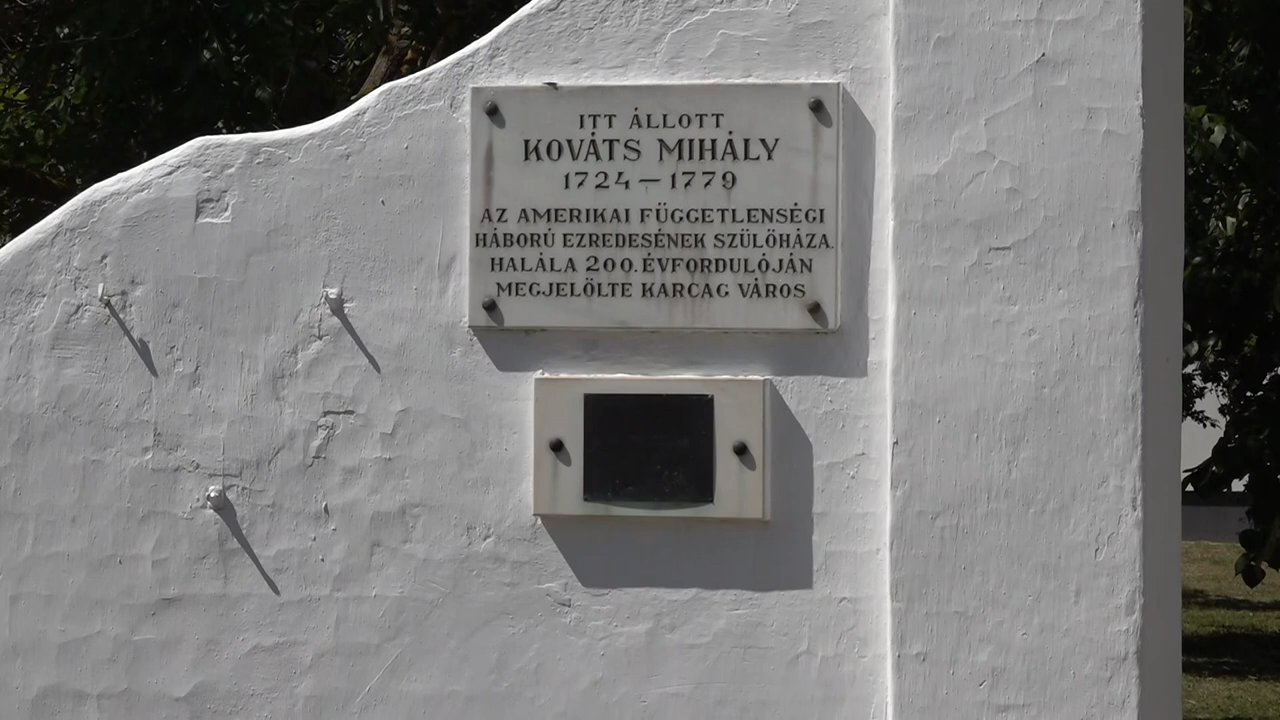 ITT ÁLLOTT
KOVÁTS MIHÁLY
1724–1779
AZ AMERIKAI FÜGGETLENSÉGI
HÁBORÚ EZREDESÉNEK SZÜLŐHÁZA.
HALÁLA 200. ÉVFORDULÓJÁN
MEGJELÖLTE KARCAG VÁROS